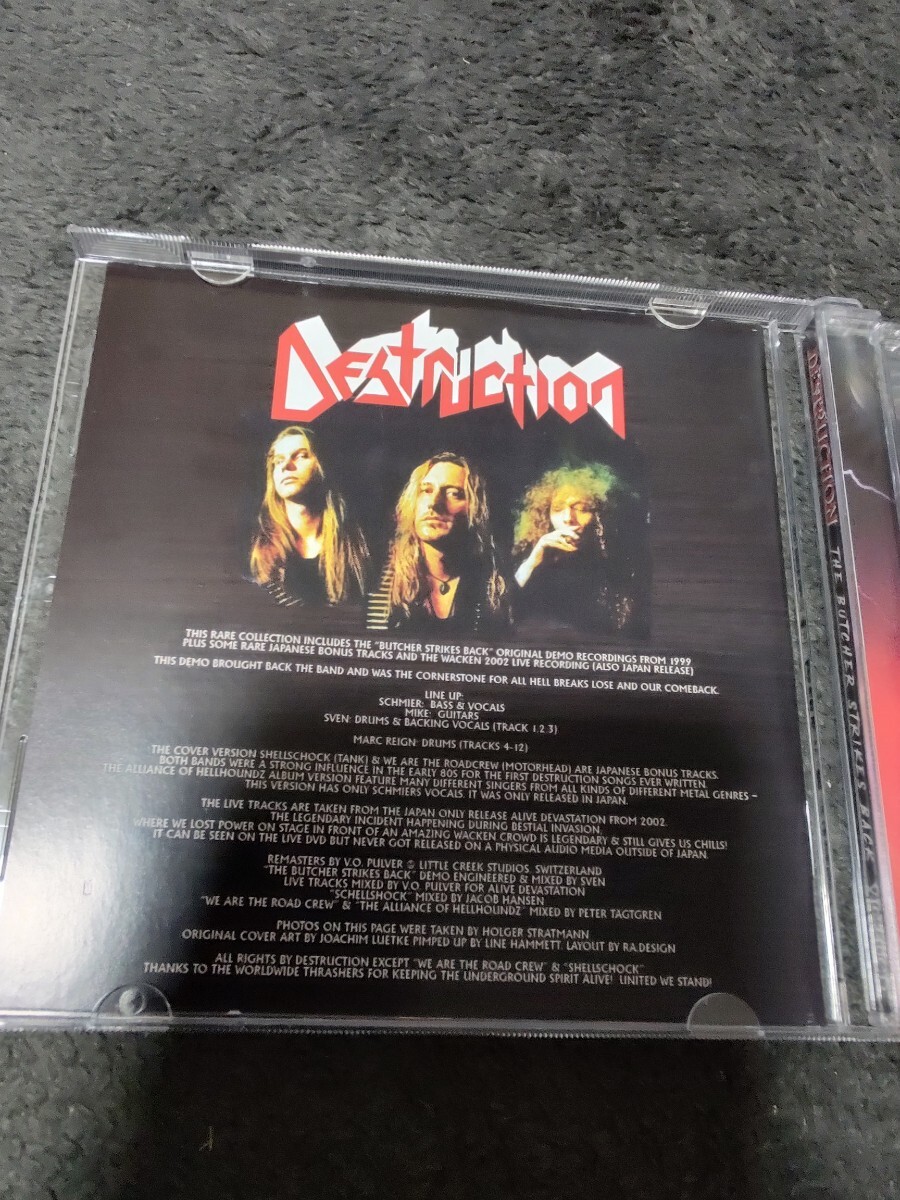 DESTRUCTION
THIS RARE COLLECTION INCLUDES THE "BUTCHER STRIKES BACK" ORIGINAL DEMO RECORDINGS FROM 1999
PLUS SOME RARE JAPANESE BONUS TRACKS AND THE WACKEN 2002 LIVE RECORDING (ALSO JAPAN RELEASE)
THIS DEMO BROUGHT BACK THE BAND AND WAS THE CORNERSTONE FOR ALL HELL BREAKS LOSE AND OUR COMEBACK.
LINE UP:
SCHMIER: BASS & VOCALS
MIKE: GUITARS
SVEN: DRUMS & BACKING VOCALS (TRACK 1,2,3)
MARC REIGN: DRUMS (TRACKS 4-12)
THE COVER VERSION SHELLSCHOCK (TANK) & WE ARE THE ROADCREW (MOTORHEAD) ARE JAPANESE BONUS TRACKS.
BOTH BANDS WERE A STRONG INFLUENCE IN THE EARLY 80S FOR THE FIRST DESTRUCTION SONGS EVER WRITTEN.
THE ALLIANCE OF HELLHOUNDZ ALBUM VERSION FEATURE MANY DIFFERENT SINGERS FROM ALL KINDS OF DIFFERENT METAL GENRES -
THIS VERSION HAS ONLY SCHMIERS VOCALS. IT WAS ONLY RELEASED IN JAPAN.
THE LIVE TRACKS ARE TAKEN FROM THE JAPAN ONLY RELEASE ALIVE DEVASTATION FROM 2002.
THE LEGENDARY INCIDENT HAPPENING DURING BESTIAL INVASION,
WHERE WE LOST POWER ON STAGE IN FRONT OF AN AMAZING WACKEN CROWD IS LEGENDARY & STILL GIVES US CHILLS!
IT CAN BE SEEN ON THE LIVE DVD BUT NEVER GOT RELEASED ON A PHYSICAL AUDIO MEDIA OUTSIDE OF JAPAN.
REMASTERS BY V.O. PULVER @ LITTLE CREEK STUDIOS, SWITZERLAND
"THE BUTCHER STRIKES BACK" DEMO ENGINEERED & MIXED BY SVEN
LIVE TRACKS MIXED BY V.O. PULVER FOR ALIVE DEVASTATION
"SCHELLSHOCK" MIXED BY JACOB HANSEN
"WE ARE THE ROAD CREW" & "THE ALLIANCE OF HELLHOUNDZ" MIXED BY PETER TAGTGREN
PHOTOS ON THIS PAGE WERE TAKEN BY HOLGER STRATMANN
ORIGINAL COVER ART BY JOACHIM LUETKE PIMPED UP BY LINE HAMMETT. LAYOUT BY RA.DESIGN
ALL RIGHTS BY DESTRUCTION EXCEPT "WE ARE THE ROAD CREW" & "SHELLSHOCK"
THANKS TO THE WORLDWIDE THRASHERS FOR KEEPING THE UNDERGROUND SPIRIT ALIVE! UNITED WE STAND!
DESTRUCTION THE BUTCHER STRIKES BACK